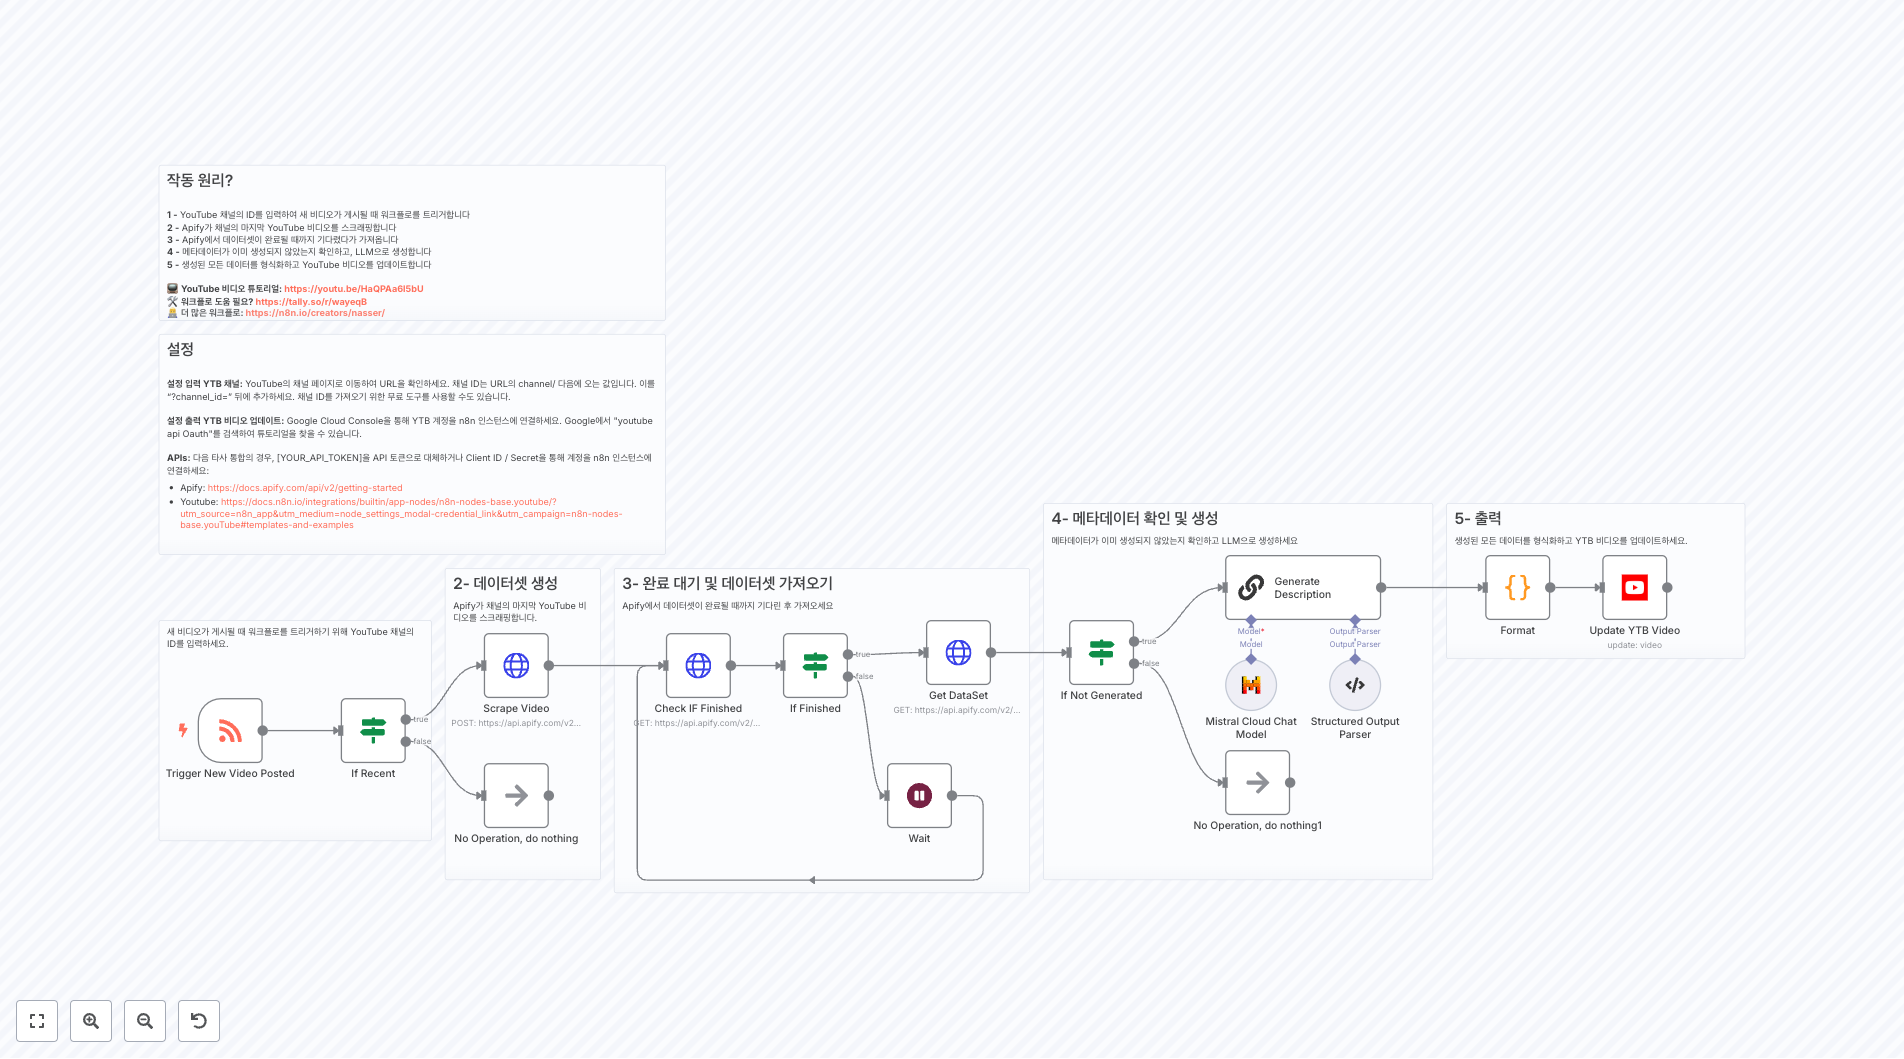 작동 원리?
1 - YouTube 채널의 ID를 입력하여 새 비디오가 게시될 때 워크플로를 트리거합니다
2 - Apify가 채널의 마지막 YouTube 비디오를 스크래핑합니다
3 - Apify에서 데이터셋이 완료될 때까지 기다렸다가 가져옵니다
4 - 메타데이터가 이미 생성되지 않았는지 확인하고, LLM으로 생성합니다
5 - 생성된 모든 데이터를 형식화하고 YouTube 비디오를 업데이트합니다
YouTube 비디오 튜토리얼: https://youtu.be/HaQPAa6I5bU
워크플로 도움 필요? https://tally.so/r/wayeqB
더 많은 워크플로: https://n8n.io/creators/nasser/
설정
설정 입력 YTB 채널: YouTube의 채널 페이지로 이동하여 URL을 확인하세요. 채널 ID는 URL의 channel/ 다음에 오는 값입니다. 이를
“?channel_id=” 뒤에 추가하세요. 채널 ID를 가져오기 위한 무료 도구를 사용할 수도 있습니다.
설정 출력 YTB 비디오 업데이트: Google Cloud Console을 통해 YTB 계정을 n8n 인스턴스에 연결하세요. Google에서 "youtube
api Oauth"를 검색하여 튜토리얼을 찾을 수 있습니다.
APIs: 다음 타사 통합의 경우, [YOUR_API_TOKEN]을 API 토큰으로 대체하거나 Client ID / Secret을 통해 계정을 n8n 인스턴스에
연결하세요:
• Apify: https://docs.apify.com/api/v2/getting-started
• Youtube: https://docs.n8n.io/integrations/builtin/app-nodes/n8n-nodes-base.youtube/?
utm_source=n8n_app&utm_medium=node_settings_modal-credential_link&utm_campaign=n8n-nodes-
base.youTube#templates-and-examples
새 비디오가 게시될 때 워크플로를 트리거하기 위해 YouTube 채널의
ID를 입력하세요.
Trigger New Video Posted
If Recent
true
false
2- 데이터셋 생성
Apify가 채널의 마지막 YouTube 비
디오를 스크래핑합니다.
Scrape Video
POST: https://api.apify.com/v2...
No Operation, do nothing
3- 완료 대기 및 데이터셋 가져오기
Apify에서 데이터셋이 완료될 때까지 기다린 후 가져오세요
Check IF Finished
GET: https://api.apify.com/v2/...
If Finished
true
false
Get DataSet
GET: https://api.apify.com/v2/...
Wait
4- 메타데이터 확인 및 생성
메타데이터가 이미 생성되지 않았는지 확인하고 LLM으로 생성하세요
If Not Generated
true
false
Generate
Description
Model*
Model
Output Parser
Output Parser
Mistral Cloud Chat
Model
Structured Output
Parser
No Operation, do nothing1
5- 출력
생성된 모든 데이터를 형식화하고 YTB 비디오를 업데이트하세요.
Format
Update YTB Video
update: video